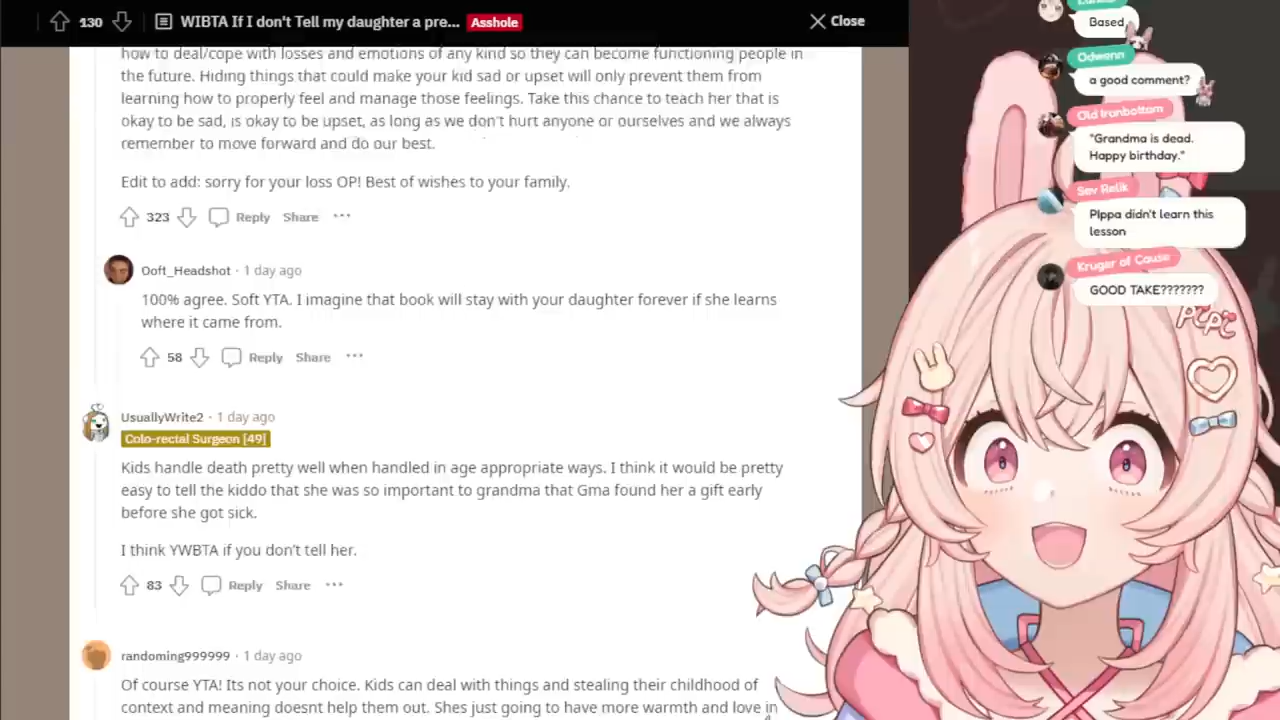 130
WIBTA If I don't Tell my daughter a pre...
Asshole
Close
how to deal/cope with losses and emotions of any kind so they can become functioning people in
the future. Hiding things that could make your kid sad or upset will only prevent them from
learning how to properly feel and manage those feelings. Take this chance to teach her that is
okay to be sad, is okay to be upset, as long as we don't hurt anyone or ourselves and we always
remember to move forward and do our best.
Edit to add: sorry for your loss OP! Best of wishes to your family.
323 Reply Share ...
Ooft_Headshot · 1 day ago
100% agree. Soft YTA. I imagine that book will stay with your daughter forever if she learns
where it came from.
58 Reply Share ...
UsuallyWrite2 · 1 day ago
Colo-rectal Surgeon [49]
Kids handle death pretty well when handled in age appropriate ways. I think it would be pretty
easy to tell the kiddo that she was so important to grandma that Gma found her a gift early
before she got sick.
I think YWBTA if you don't tell her.
83 Reply Share ...
randoming999999 · 1 day ago
Of course YTA! Its not your choice. Kids can deal with things and stealing their childhood of
context and meaning doesnt help them out. Shes just going to have more warmth and love in
Based
Odwenn
a good comment?
Old Ironbottom
"Grandma is dead.
Happy birthday."
Sev Relik
Pippa didn't learn this
lesson
Kruger of Cause
GOOD TAKE???????